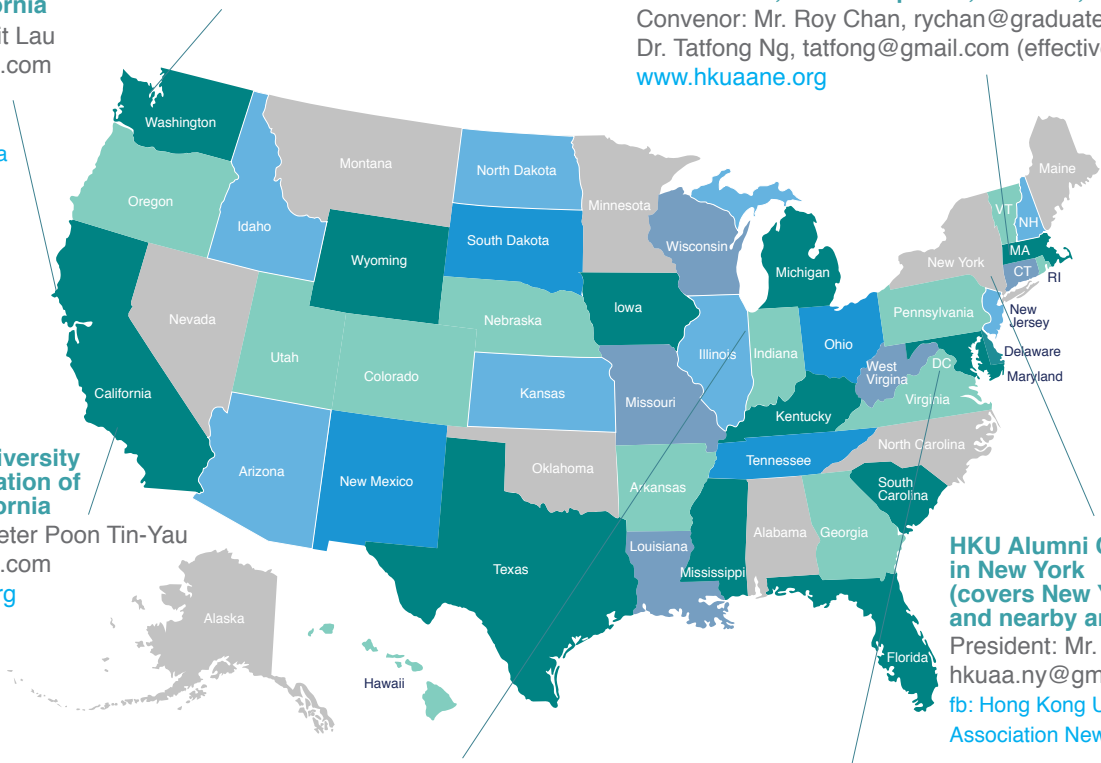 ornia
it Lau
.com
a
Convenor: Mr. Roy Chan, rychan@graduate
Dr. Tatfong Ng, tatfong@gmail.com (effectiv
www.hkuaane.org
Washington
Oregon
Idaho
Montana
North Dakota
South Dakota
Minnesota
Wisconsin
Wyoming
Michigan
Maine
VT
NH
MA
CT
RI
New York
New
Jersey
Pennsylvania
Delaware
Maryland
DC
Nevada
Utah
Colorado
Nebraska
Iowa
Illinois
Indiana
Ohio
West
Virgina
Virginia
California
Kansas
Missouri
Kentucky
Arizona
New Mexico
Oklahoma
Arkansas
Tennessee
North Carolina
South
Carolina
Texas
Louisiana
Mississippi
Alabama
Georgia
Florida
Alaska
Hawaii
iversity
ation of
ornia
eter Poon Tin-Yau
.com
rg
HKU Alumni
in New York
(covers New Y
and nearby ar
President: Mr.
hkuaa.ny@gm
fb: Hong Kong U
Association New